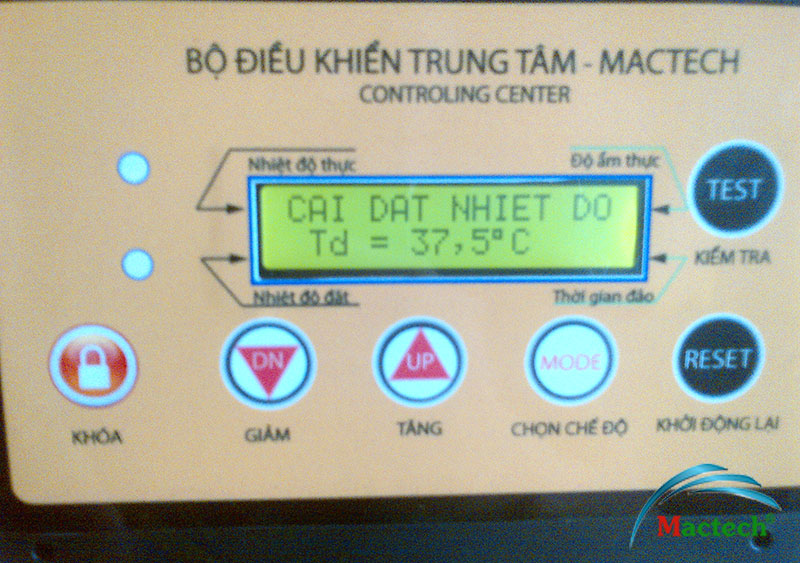 BỘ ĐIỀU KHIỂN TRUNG TÂM - MACTECH
CONTROLING CENTER
Nhiệt độ thực
Độ ẩm thực
TEST
CAI DAT NHIET DO
Td = 37,5°C
KIỂM TRA
Nhiệt độ đặt
Thời gian đảo
DN
UP
MODE
RESET
KHÓA
GIẢM
TĂNG
CHỌN CHẾ ĐỘ
KHỞI ĐỘNG LẠI
Mactech®